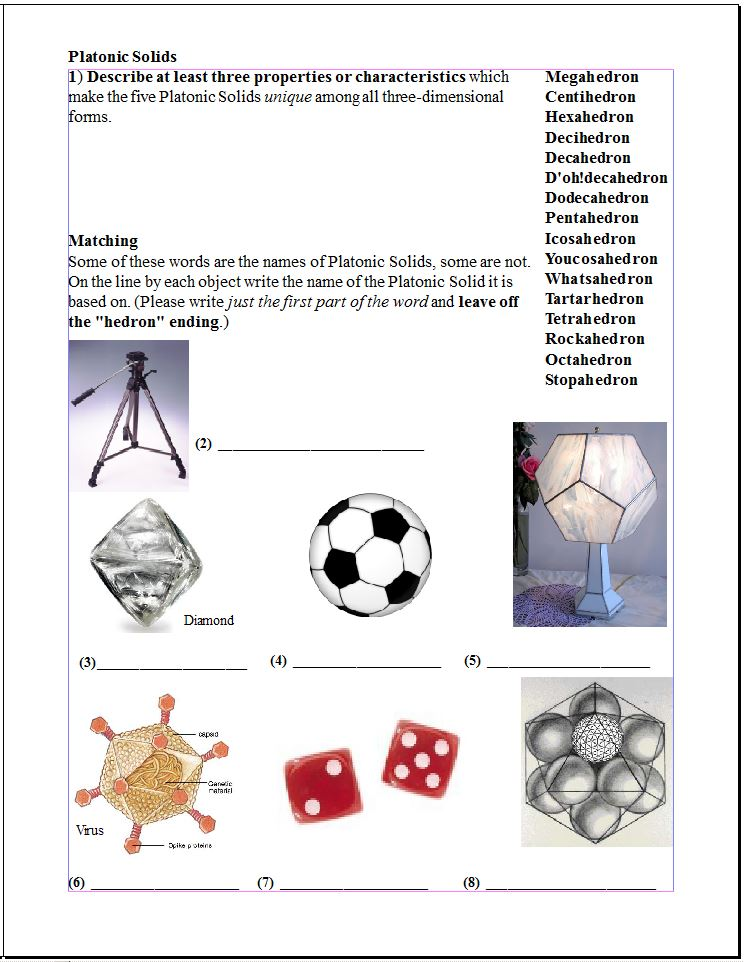 Platonic Solids
1) Describe at least three properties or characteristics which
make the five Platonic Solids unique among all three-dimensional
forms.
Megahedron
Centihedron
Hexahedron
Decihedron
Decahedron
D'oh!decahedron
Dodecahedron
Pentahedron
Icosahedron
Youcosahedron
Whatsahedron
Tartarhedron
Tetrahedron
Rockahedron
Octahedron
Stopahedron
Matching
Some of these words are the names of Platonic Solids, some are not.
On the line by each object write the name of the Platonic Solid it is
based on. (Please write just the first part of the word and leave off
the "hedron" ending.)
(2) ____________________________
Diamond
(3)____________________
(4) ____________________
(5) ______________________
capsid
Genetic
material
Virus
Spike proteins
(6) ____________________
(7) ____________________
(8) _______________________